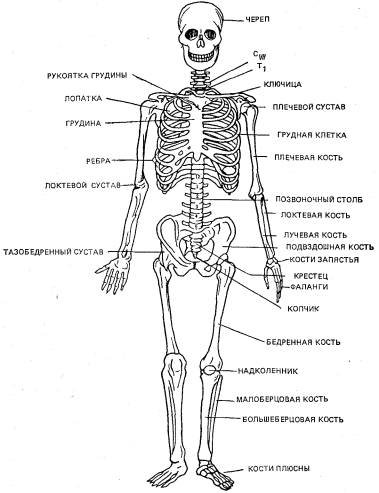 ЧЕРЕП
CVII
T1
РУКОЯТКА ГРУДИНЫ
КЛЮЧИЦА
ЛОПАТКА
ПЛЕЧЕВОЙ СУСТАВ
ГРУДИНА
ГРУДНАЯ КЛЕТКА
РЕБРА
ПЛЕЧЕВАЯ КОСТЬ
ЛОКТЕВОЙ СУСТАВ
ПОЗВОНОЧНЫЙ СТОЛБ
ЛОКТЕВАЯ КОСТЬ
ЛУЧЕВАЯ КОСТЬ
ТАЗОБЕДРЕННЫЙ СУСТАВ
ПОДВЗДОШНАЯ КОСТЬ
КОСТИ ЗАПЯСТЬЯ
КРЕСТЕЦ
ФАЛАНГИ
КОПЧИК
БЕДРЕННАЯ КОСТЬ
НАДКОЛЕННИК
МАЛОБЕРЦОВАЯ КОСТЬ
БОЛЬШЕБЕРЦОВАЯ КОСТЬ
КОСТИ ПЛЮСНЫ